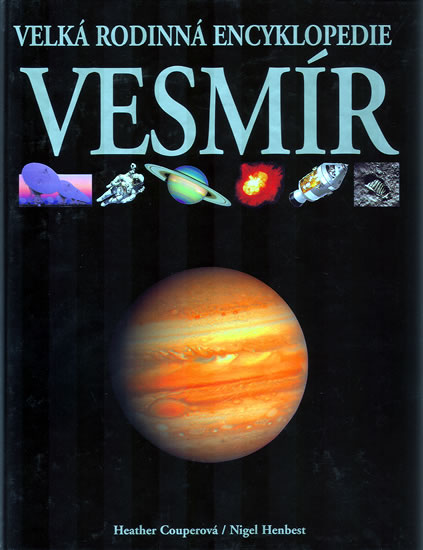 VELKÁ RODINNÁ ENCYKLOPEDIE
VESMÍR
Heather Couperová / Nigel Henbest